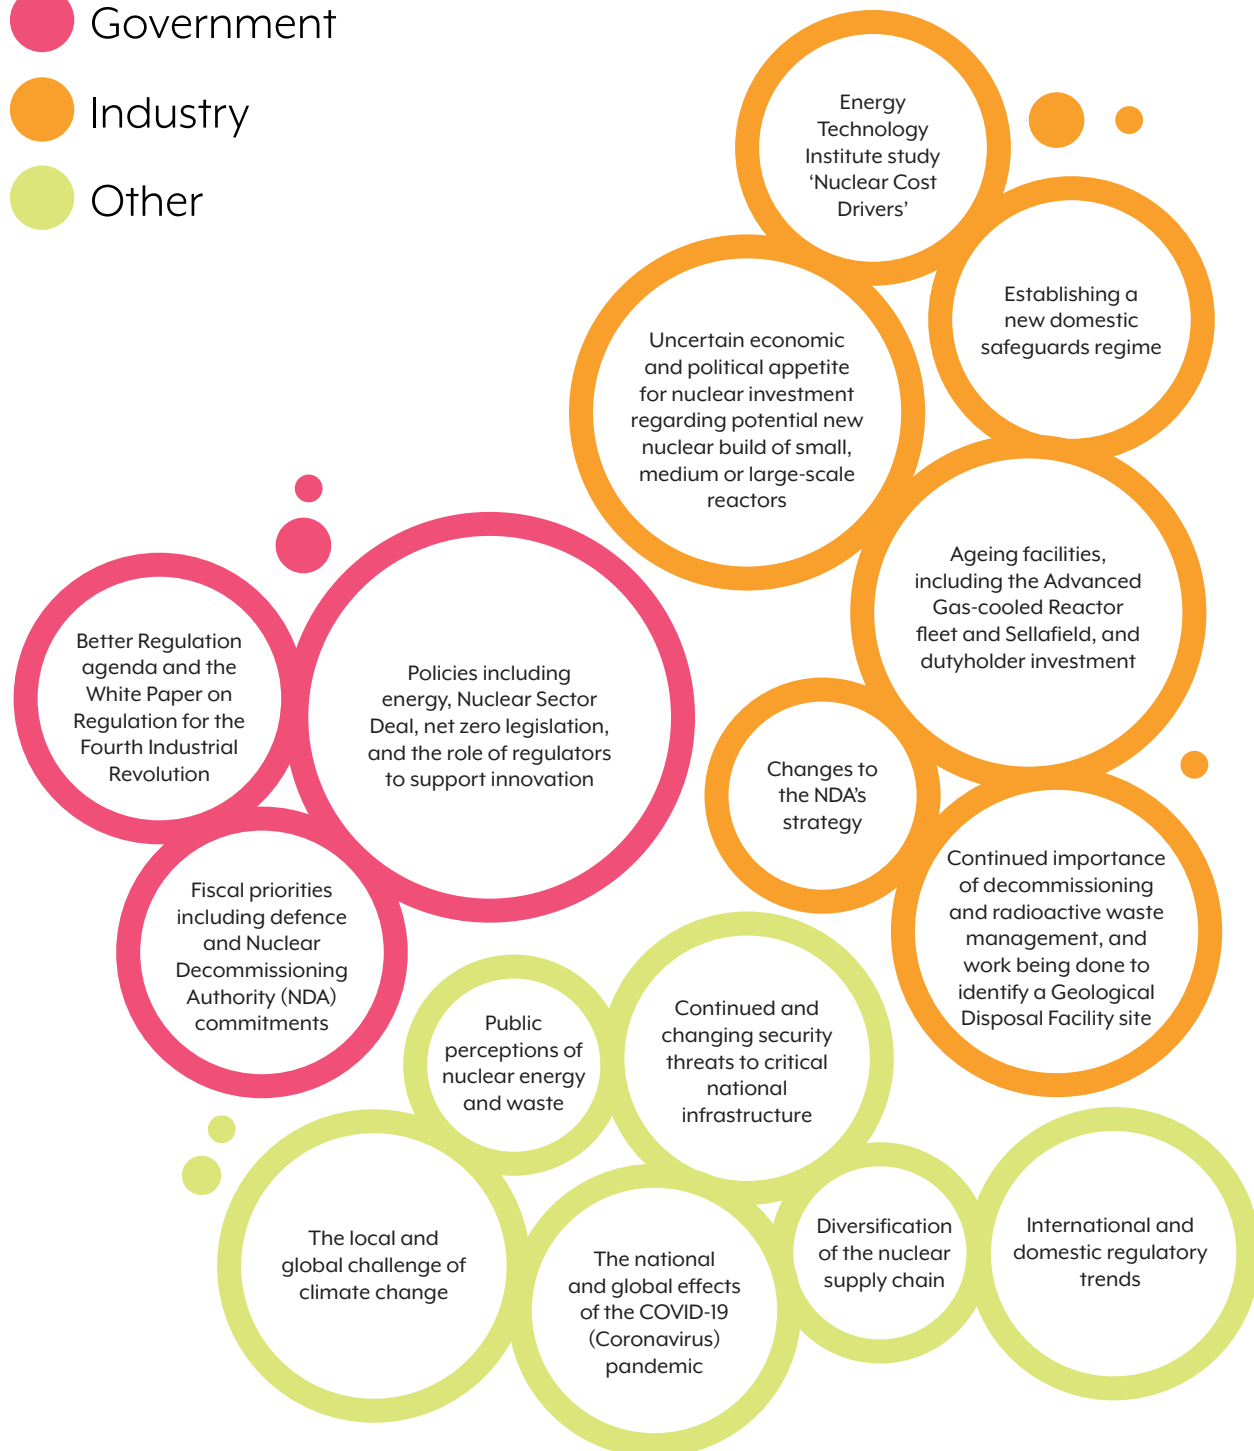 Government
Industry
Other
Energy
Technology
Institute study
‘Nuclear Cost
Drivers’
Establishing a
new domestic
safeguards regime
Uncertain economic
and political appetite
for nuclear investment
regarding potential new
nuclear build of small,
medium or large-scale
reactors
Ageing facilities,
including the Advanced
Gas-cooled Reactor
fleet and Sellafield, and
dutyholder investment
Better Regulation
agenda and the
White Paper on
Regulation for the
Fourth Industrial
Revolution
Policies including
energy, Nuclear Sector
Deal, net zero legislation,
and the role of regulators
to support innovation
Changes to
the NDA’s
strategy
Continued importance
of decommissioning
and radioactive waste
management, and
work being done to
identify a Geological
Disposal Facility site
Fiscal priorities
including defence
and Nuclear
Decommissioning
Authority (NDA)
commitments
Public
perceptions of
nuclear energy
and waste
Continued and
changing security
threats to critical
national
infrastructure
The local and
global challenge of
climate change
The national
and global effects
of the COVID-19
(Coronavirus)
pandemic
Diversification
of the nuclear
supply chain
International and
domestic regulatory
trends